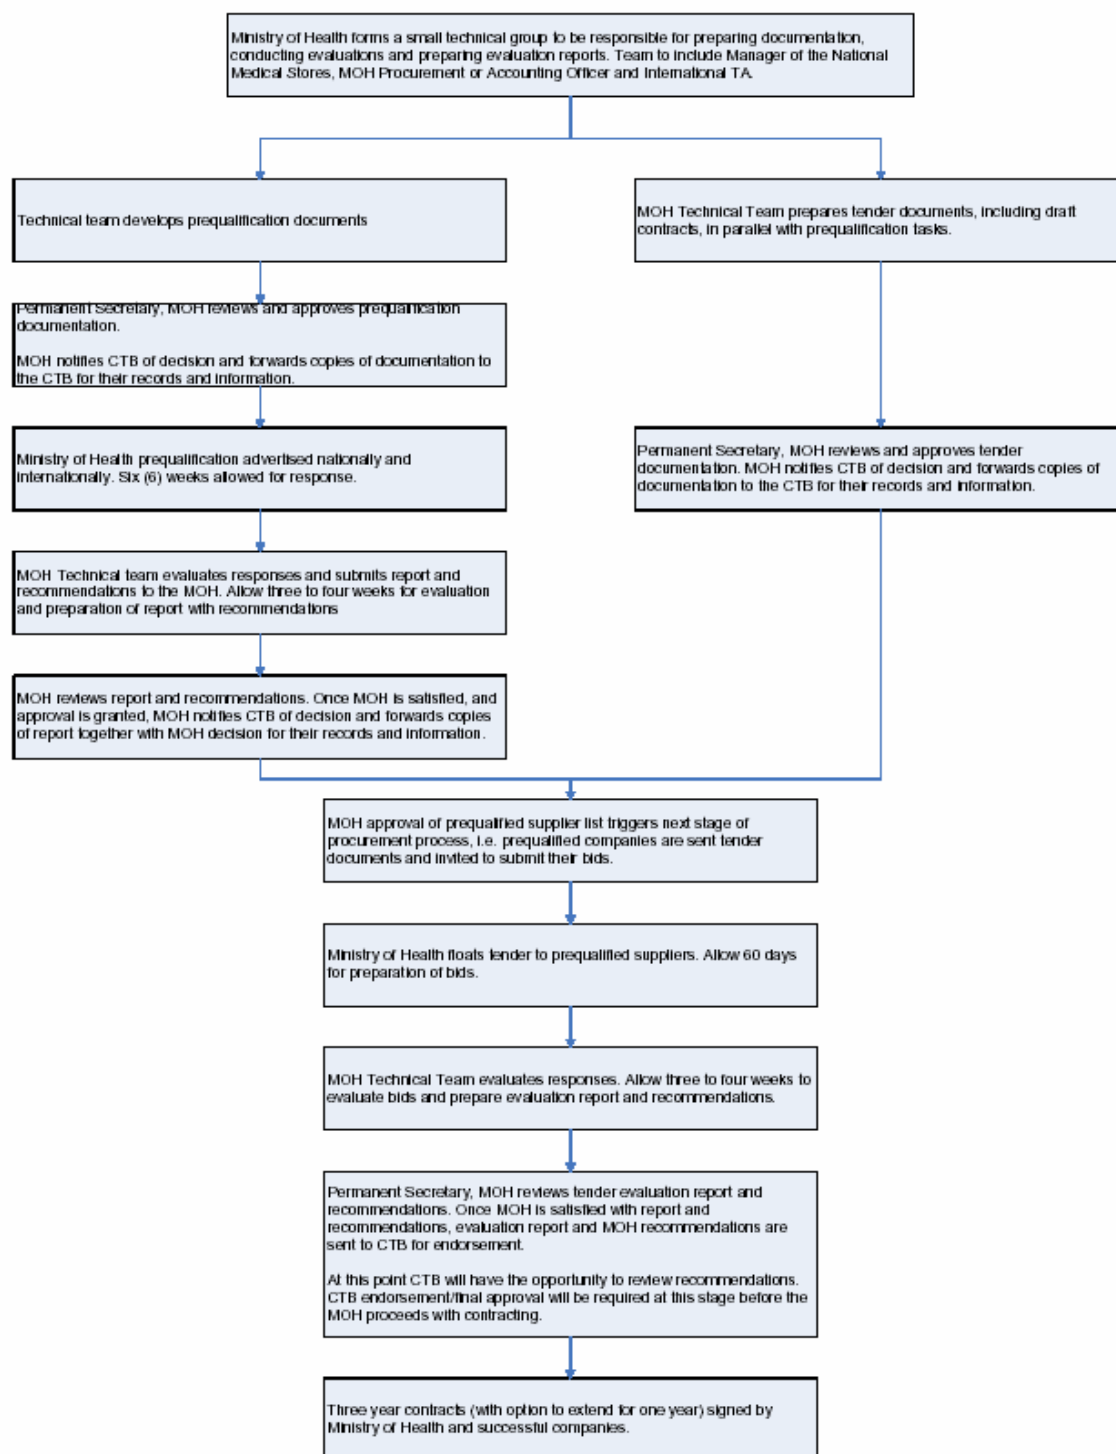 Ministry of Health forms a small technical group to be responsible for preparing documentation,
conducting evaluations and preparing evaluation reports. Team to include Manager of the National
Medical Stores, MOH Procurement or Accounting Officer and International TA.
Technical team develops prequalification documents
MOH Technical Team prepares tender documents, including draft
contracts, in parallel with prequalification tasks.
Permanent Secretary, MOH reviews and approves prequalification
documentation.
MOH notifies CTB of decision and forwards copies of documentation to
the CTB for their records and information.
Ministry of Health prequalification advertised nationally and
internationally. Six (6) weeks allowed for response.
Permanent Secretary, MOH reviews and approves tender
documentation. MOH notifies CTB of decision and forwards copies of
documentation to the CTB for their records and information.
MOH Technical team evaluates responses and submits report and
recommendations to the MOH. Allow three to four weeks for evaluation
and preparation of report with recommendations
MOH reviews report and recommendations. Once MOH is satisfied, and
approval is granted, MOH notifies CTB of decision and forwards copies
of report together with MOH decision for their records and information.
MOH approval of prequalified supplier list triggers next stage of
procurement process, i.e. prequalified companies are sent tender
documents and invited to submit their bids.
Ministry of Health floats tender to prequalified suppliers. Allow 60 days
for preparation of bids.
MOH Technical Team evaluates responses. Allow three to four weeks to
evaluate bids and prepare evaluation report and recommendations.
Permanent Secretary, MOH reviews tender evaluation report and
recommendations. Once MOH is satisfied with report and
recommendations, evaluation report and MOH recommendations are
sent to CTB for endorsement.
At this point CTB will have the opportunity to review recommendations.
CTB endorsement/final approval will be required at this stage before the
MOH proceeds with contracting.
Three year contracts (with option to extend for one year) signed by
Ministry of Health and successful companies.